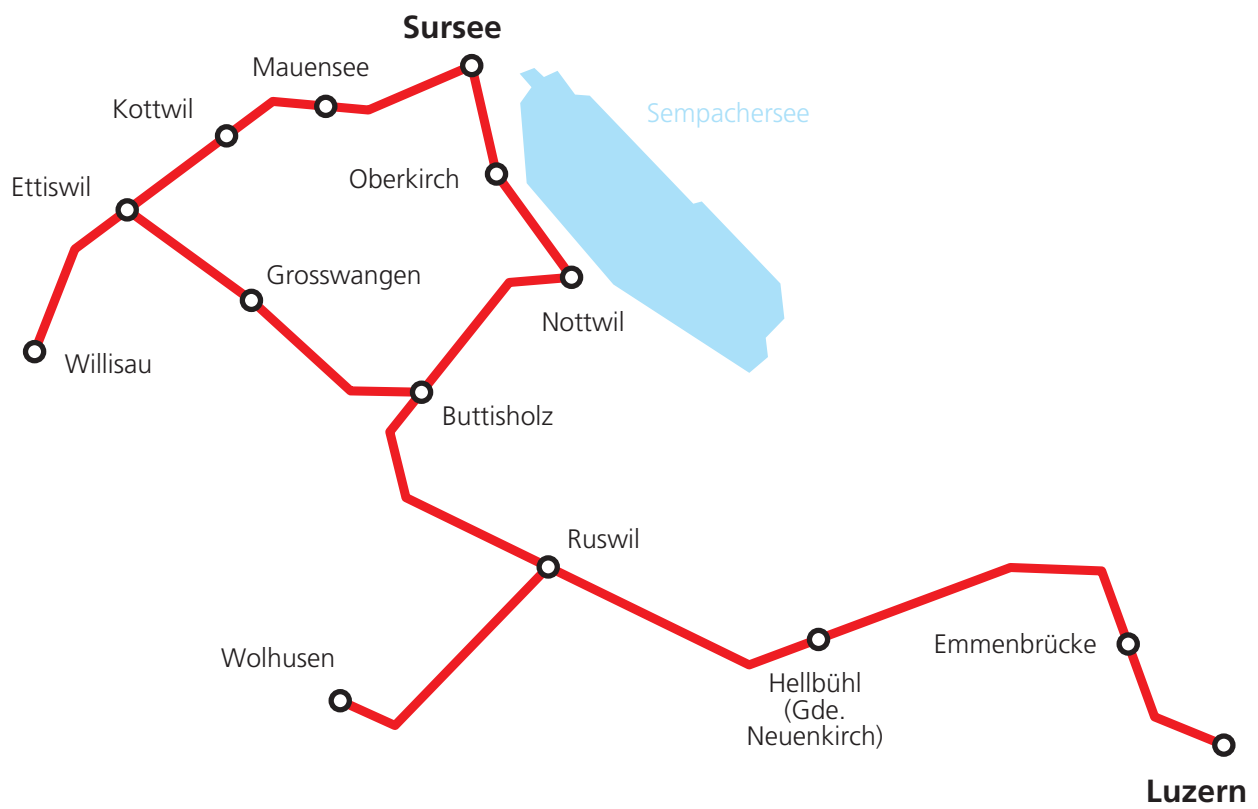 Sursee
Mauensee
Kottwil
Sempachersee
Oberkirch
Ettiswil
Grosswangen
Nottwil
Willisau
Buttisholz
Ruswil
Wolhusen
Emmenbrücke
Hellbühl
(Gde.
Neuenkirch)
Luzern